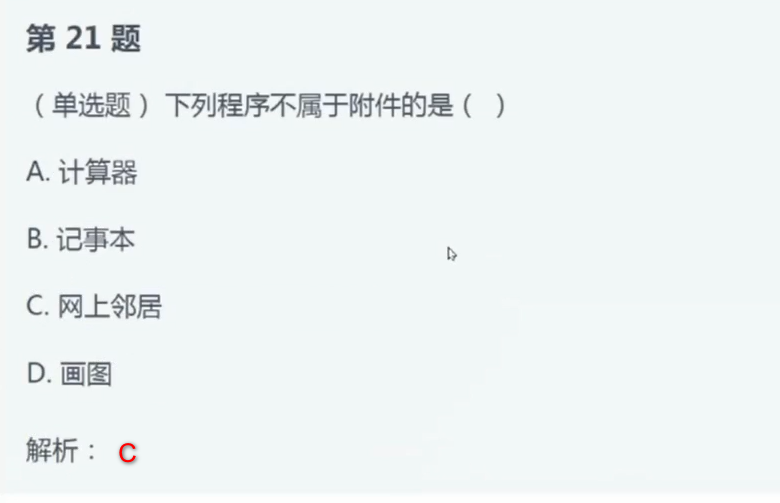 第 21 题
（ 单选题 ） 下列程序不属于附件的是（  ）
A. 计算器
B. 记事本
C. 网上邻居
D. 画图
解析： C